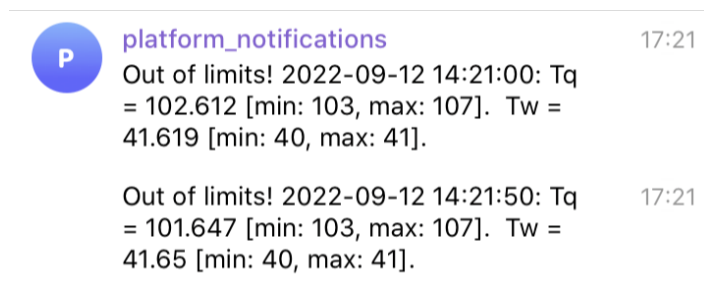 P
platform_notifications 17:21
Out of limits! 2022-09-12 14:21:00: Tq
= 102.612 [min: 103, max: 107].  Tw =
41.619 [min: 40, max: 41].
Out of limits! 2022-09-12 14:21:50: Tq 17:21
= 101.647 [min: 103, max: 107].  Tw =
41.65 [min: 40, max: 41].